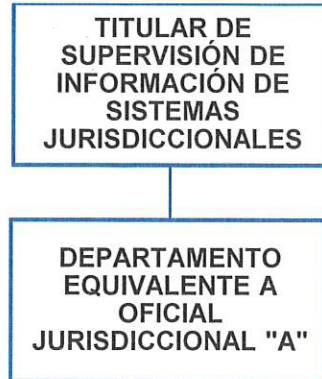 TITULAR DE
SUPERVISIÓN DE
INFORMACIÓN DE
SISTEMAS
JURISDICCIONALES
DEPARTAMENTO
EQUIVALENTE A
OFICIAL
JURISDICCIONAL "A"